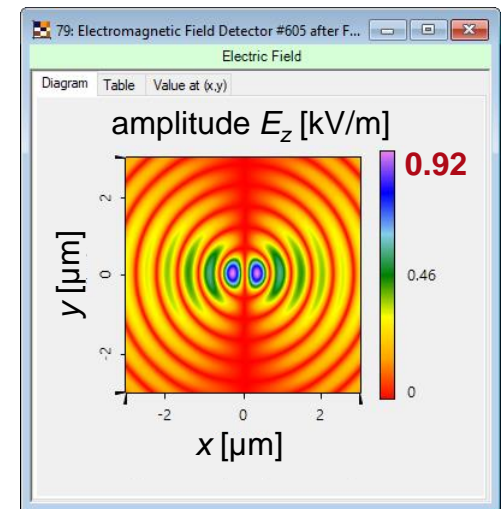 79: Electromagnetic Field Detector #605 after F...
Electric Field
Diagram Table Value at (x,y)
amplitude E_z [kV/m]
0.92
0.46
0
y [µm]
2
0
-2
-2 0 2
x [µm]